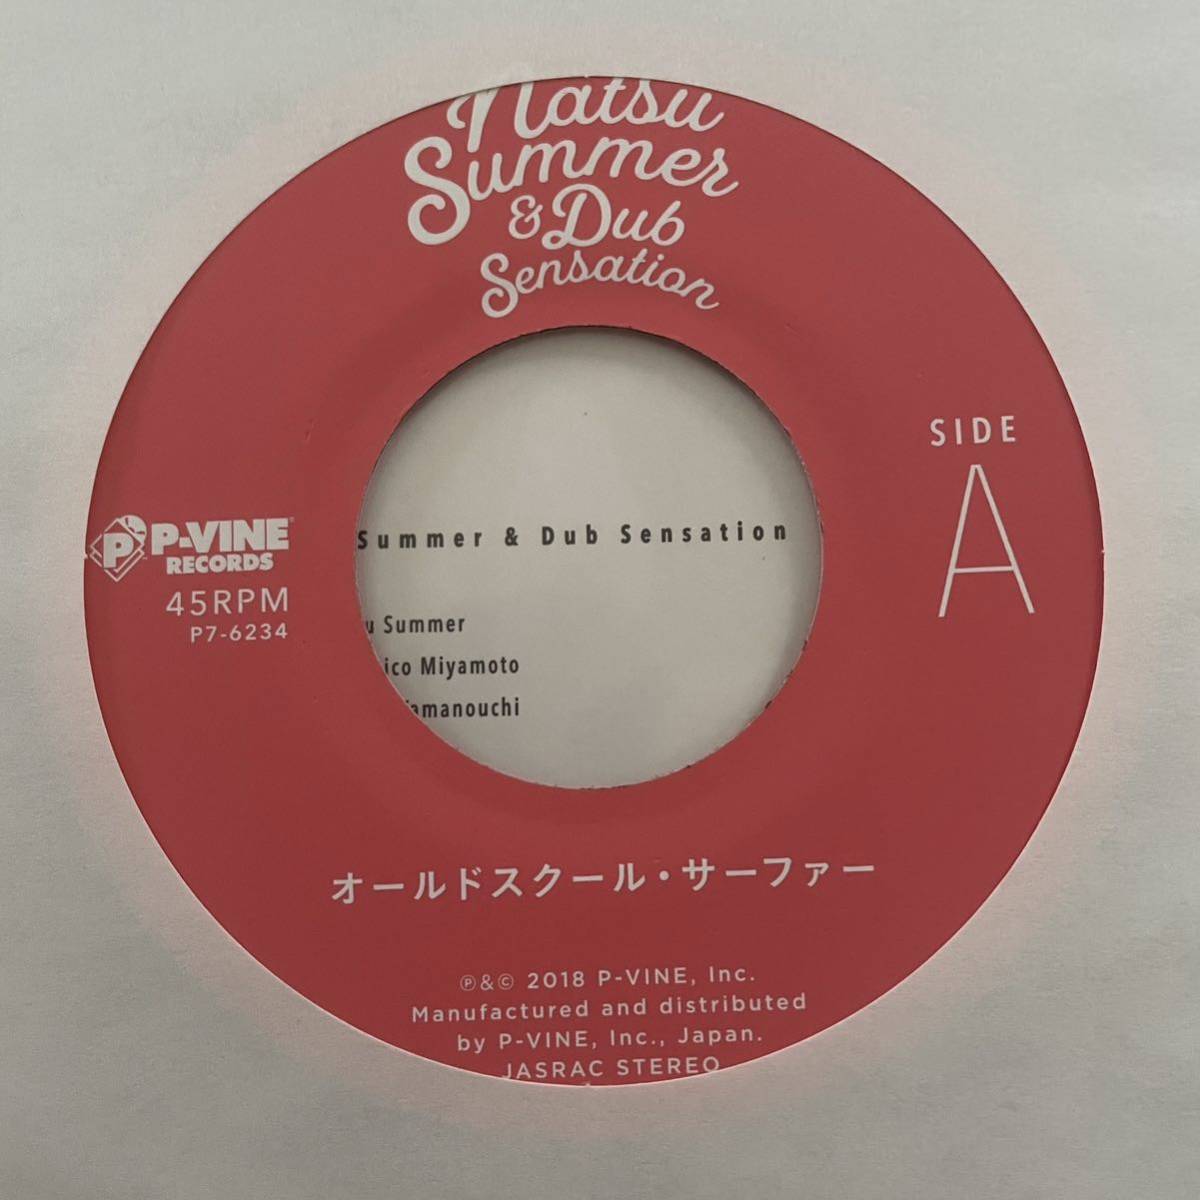 Natsu
Summer
& Dub
Sensation
SIDE
A
P-VINE
RECORDS
45RPM
P7-6234
Summer & Dub Sensation
Summer
Miyamoto
オールドスクール・サーファー
℗&© 2018 P-VINE, Inc.
Manufactured and distributed
by P-VINE, Inc., Japan.
JASRAC STEREO